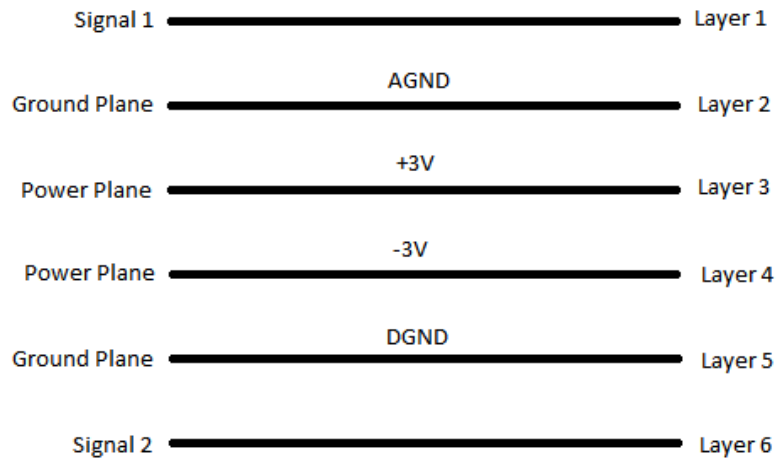 Signal 1 Layer 1
AGND
Ground Plane Layer 2
+3V
Power Plane Layer 3
-3V
Power Plane Layer 4
DGND
Ground Plane Layer 5
Signal 2 Layer 6